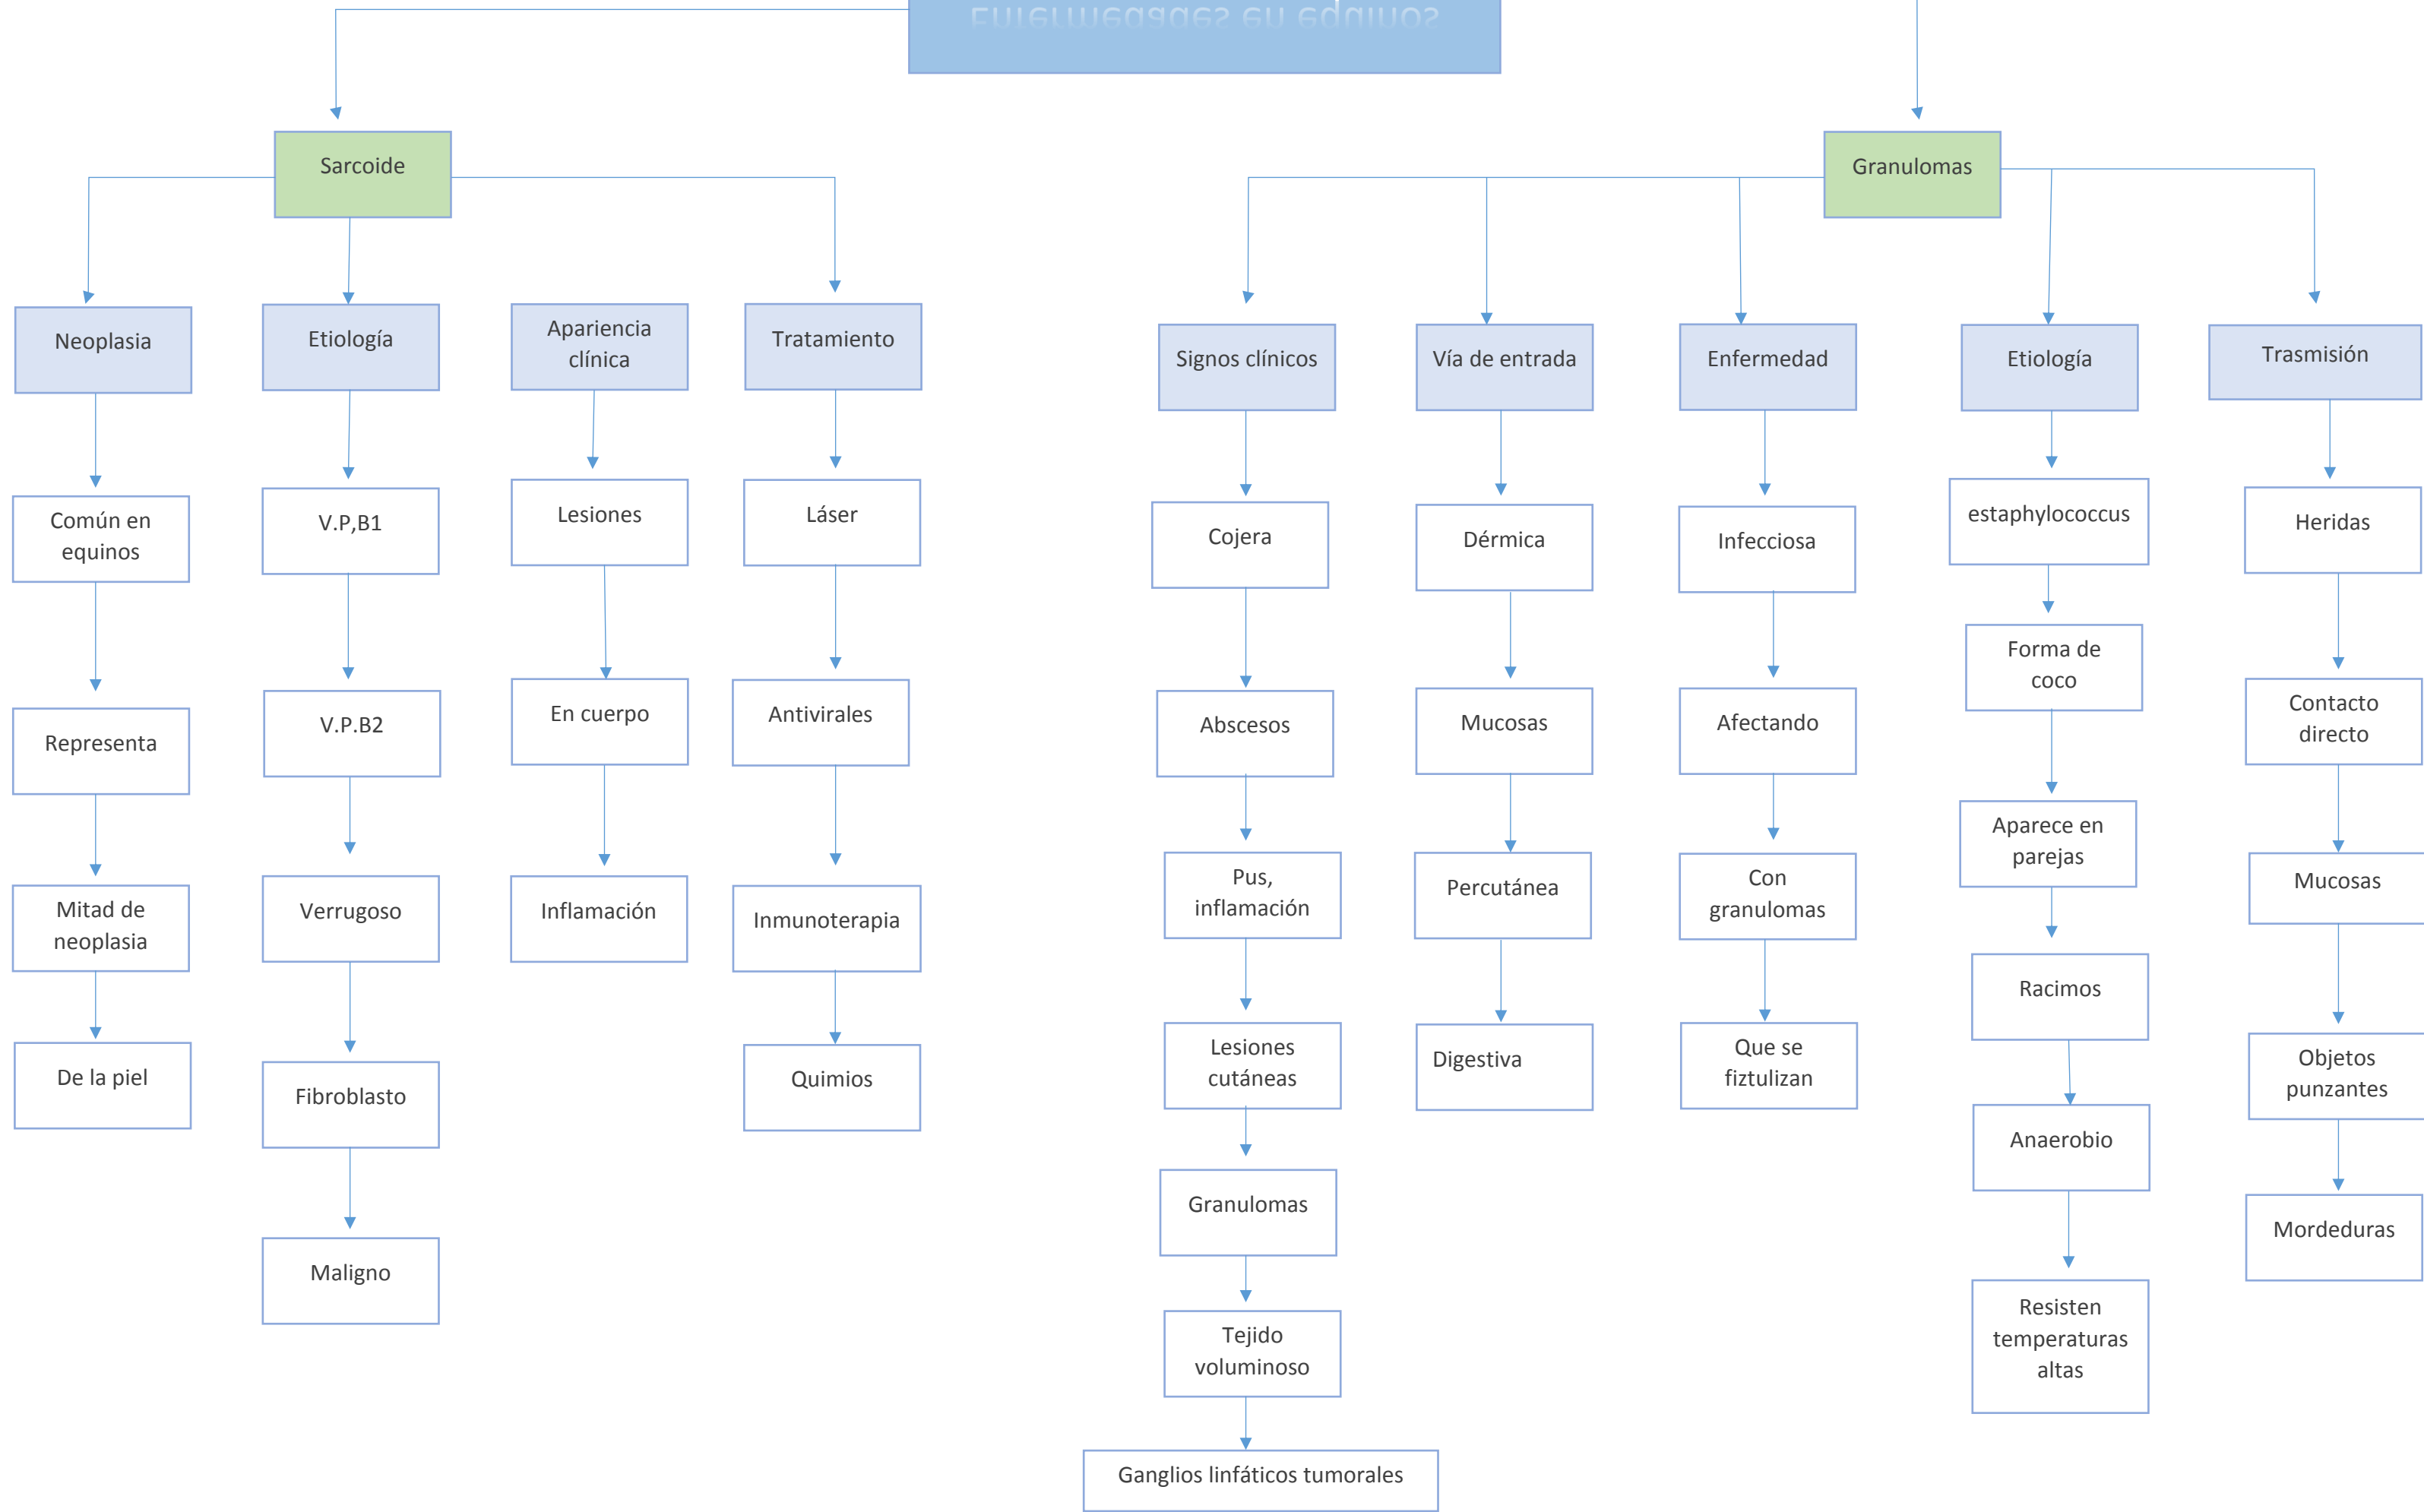 Enfermedades en equinos
Sarcoide
Granulomas
Neoplasia
Etiología
Apariencia
clínica
Tratamiento
Signos clínicos
Vía de entrada
Enfermedad
Etiología
Trasmisión
Común en
equinos
Representa
Mitad de
neoplasia
De la piel
V.P,B1
V.P.B2
Verrugoso
Fibroblasto
Maligno
Lesiones
En cuerpo
Inflamación
Láser
Antivirales
Inmunoterapia
Quimios
Cojera
Abscesos
Pus,
inflamación
Lesiones
cutáneas
Granulomas
Tejido
voluminoso
Ganglios linfáticos tumorales
Dérmica
Mucosas
Percutánea
Digestiva
Infecciosa
Afectando
Con
granulomas
Que se
fiztulizan
estaphylococcus
Forma de
coco
Aparece en
parejas
Racimos
Anaerobio
Resisten
temperaturas
altas
Heridas
Contacto
directo
Mucosas
Objetos
punzantes
Mordeduras